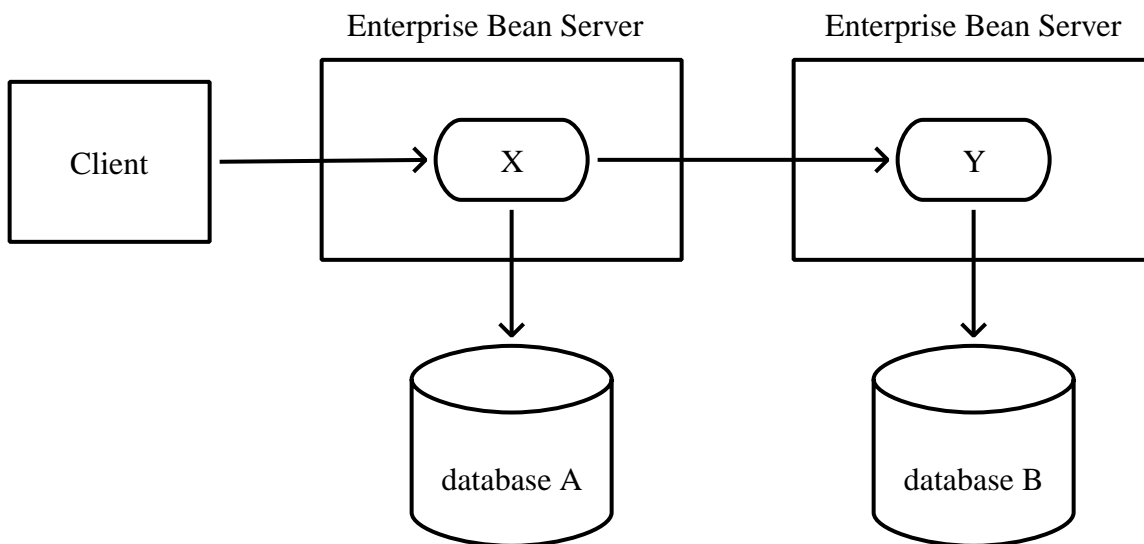 Enterprise Bean Server
Enterprise Bean Server
Client
X
Y
database A
database B